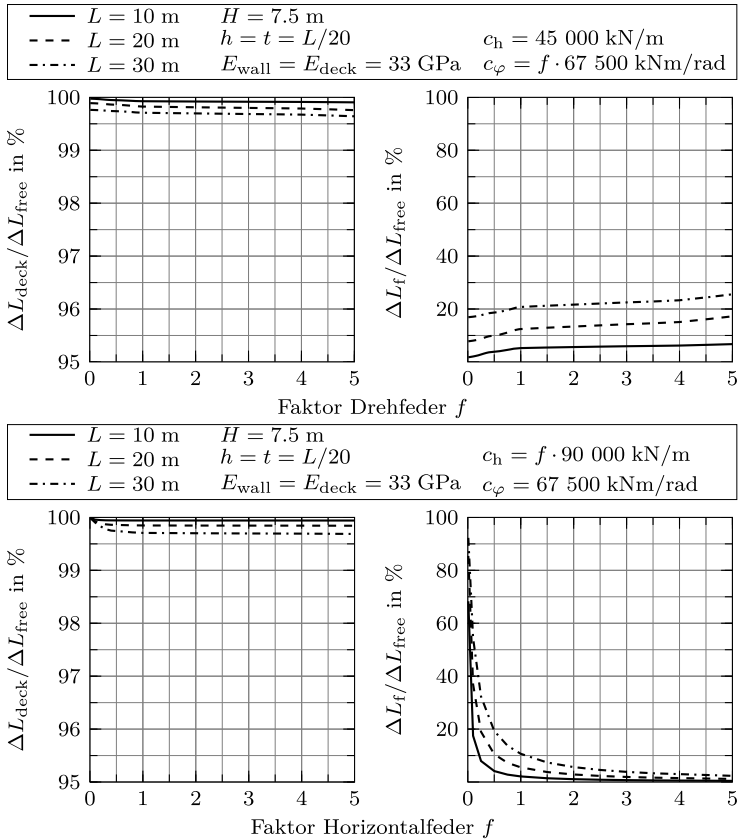 L = 10 m H = 7.5 m
L = 20 m h = t = L/20 c_h = 45 000 kN/m
L = 30 m E_wall = E_deck = 33 GPa c_φ = f · 67 500 kNm/rad
ΔL_deck/ΔL_free in %
100
99
98
97
96
95
0 1 2 3 4 5
ΔL_f/ΔL_free in %
100
80
60
40
20
0 1 2 3 4 5
Faktor Drehfeder f
L = 10 m H = 7.5 m
L = 20 m h = t = L/20 c_h = f · 90 000 kN/m
L = 30 m E_wall = E_deck = 33 GPa c_φ = 67 500 kNm/rad
ΔL_deck/ΔL_free in %
100
99
98
97
96
95
0 1 2 3 4 5
ΔL_f/ΔL_free in %
100
80
60
40
20
0 1 2 3 4 5
Faktor Horizontalfeder f